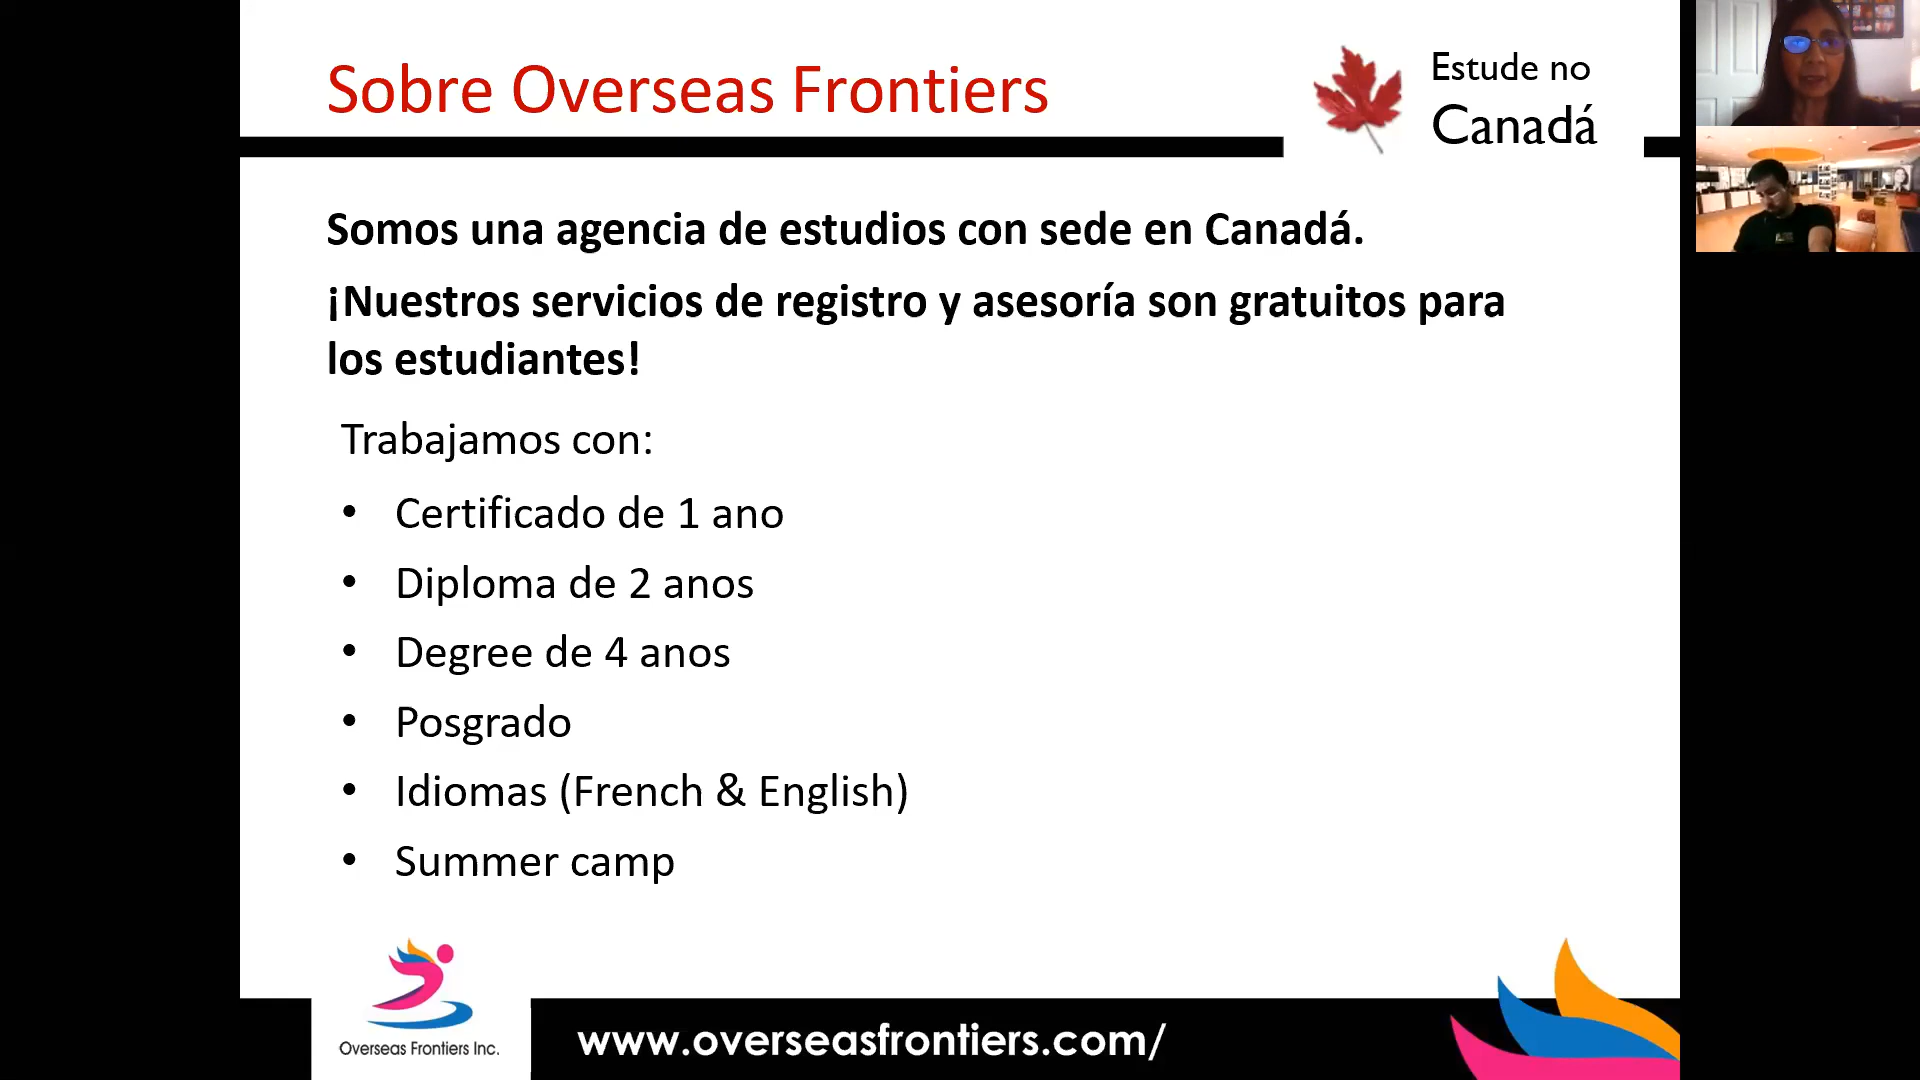 Sobre Overseas Frontiers
Estude no
Canadá
Somos una agencia de estudios con sede en Canadá.
¡Nuestros servicios de registro y asesoría son gratuitos para
los estudiantes!
Trabajamos con:
• Certificado de 1 ano
• Diploma de 2 anos
• Degree de 4 anos
• Posgrado
• Idiomas (French & English)
• Summer camp
Overseas Frontiers Inc.
www.overseasfrontiers.com/